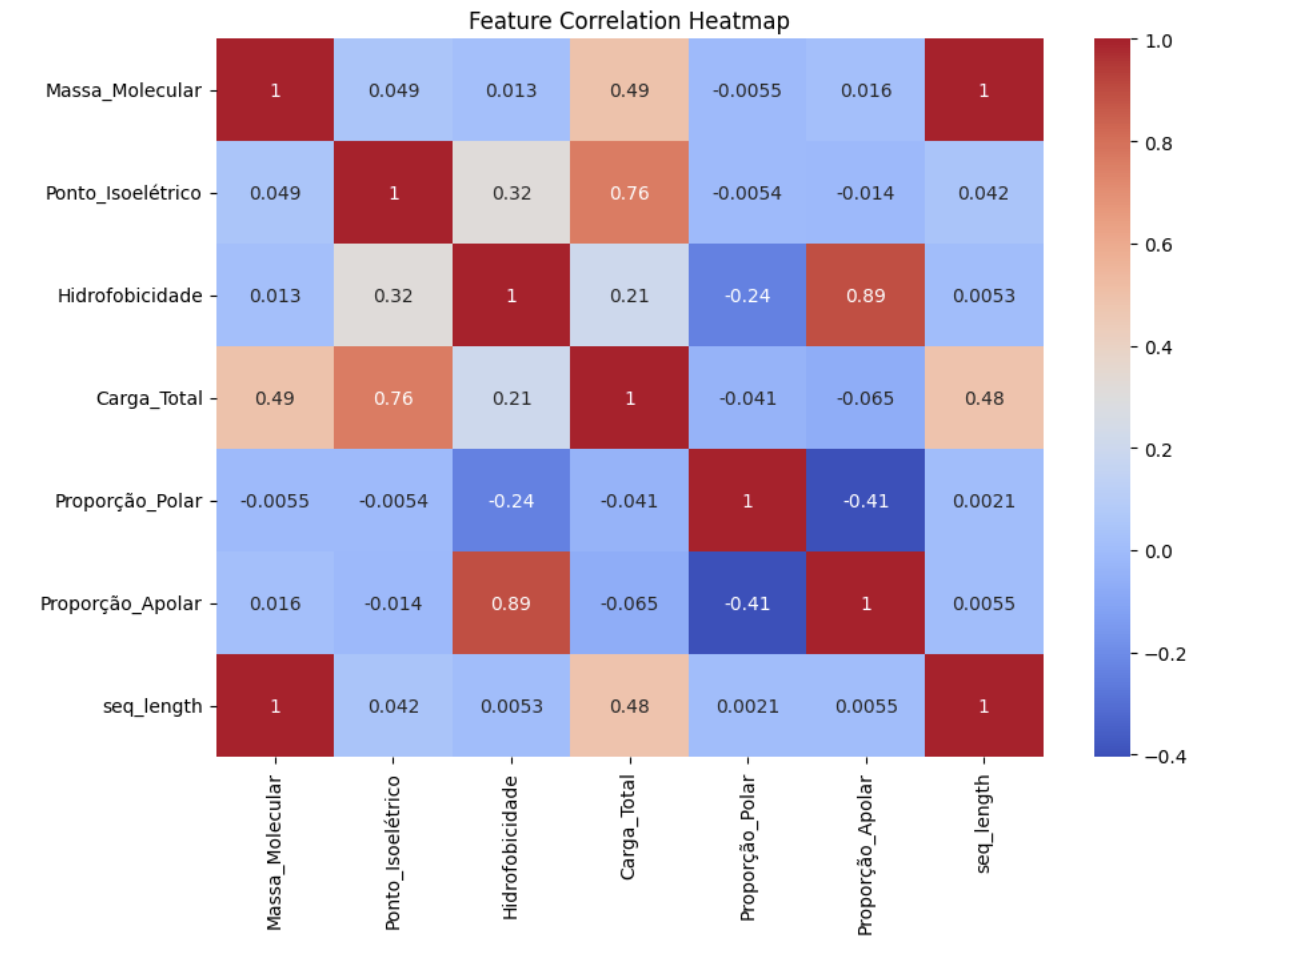 Feature Correlation Heatmap
Massa_Molecular 1 0.049 0.013 0.49 -0.0055 0.016 1
Ponto_Isoelétrico 0.049 1 0.32 0.76 -0.0054 -0.014 0.042
Hidrofobicidade 0.013 0.32 1 0.21 -0.24 0.89 0.0053
Carga_Total 0.49 0.76 0.21 1 -0.041 -0.065 0.48
Proporção_Polar -0.0055 -0.0054 -0.24 -0.041 1 -0.41 0.0021
Proporção_Apolar 0.016 -0.014 0.89 -0.065 -0.41 1 0.0055
seq_length 1 0.042 0.0053 0.48 0.0021 0.0055 1
Massa_Molecular
Ponto_Isoelétrico
Hidrofobicidade
Carga_Total
Proporção_Polar
Proporção_Apolar
seq_length
1.0
0.8
0.6
0.4
0.2
0.0
−0.2
−0.4